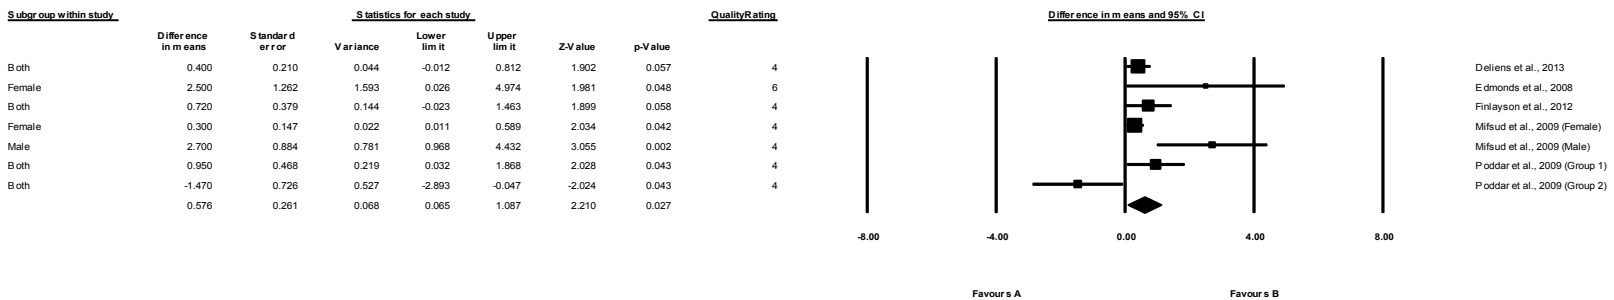 Subgroup within study Statistics for each study QualityRating Difference in means and 95% CI
Difference in means Standard error Variance Lower limit Upper limit Z-Value p-Value
Both 0.400 0.210 0.044 -0.012 0.812 1.902 0.057 4 Deliens et al., 2013
Female 2.500 1.262 1.593 0.026 4.974 1.981 0.048 6 Edmonds et al., 2008
Both 0.720 0.379 0.144 -0.023 1.463 1.899 0.058 4 Finlayson et al., 2012
Female 0.300 0.147 0.022 0.011 0.589 2.034 0.042 4 Mifsud et al., 2009 (Female)
Male 2.700 0.884 0.781 0.968 4.432 3.055 0.002 4 Mifsud et al., 2009 (Male)
Both 0.950 0.468 0.219 0.032 1.868 2.028 0.043 4 Poddar et al., 2009 (Group 1)
Both -1.470 0.726 0.527 -2.893 -0.047 -2.024 0.043 4 Poddar et al., 2009 (Group 2)
0.576 0.261 0.068 0.065 1.087 2.210 0.027
-8.00 -4.00 0.00 4.00 8.00
Favours A Favours B